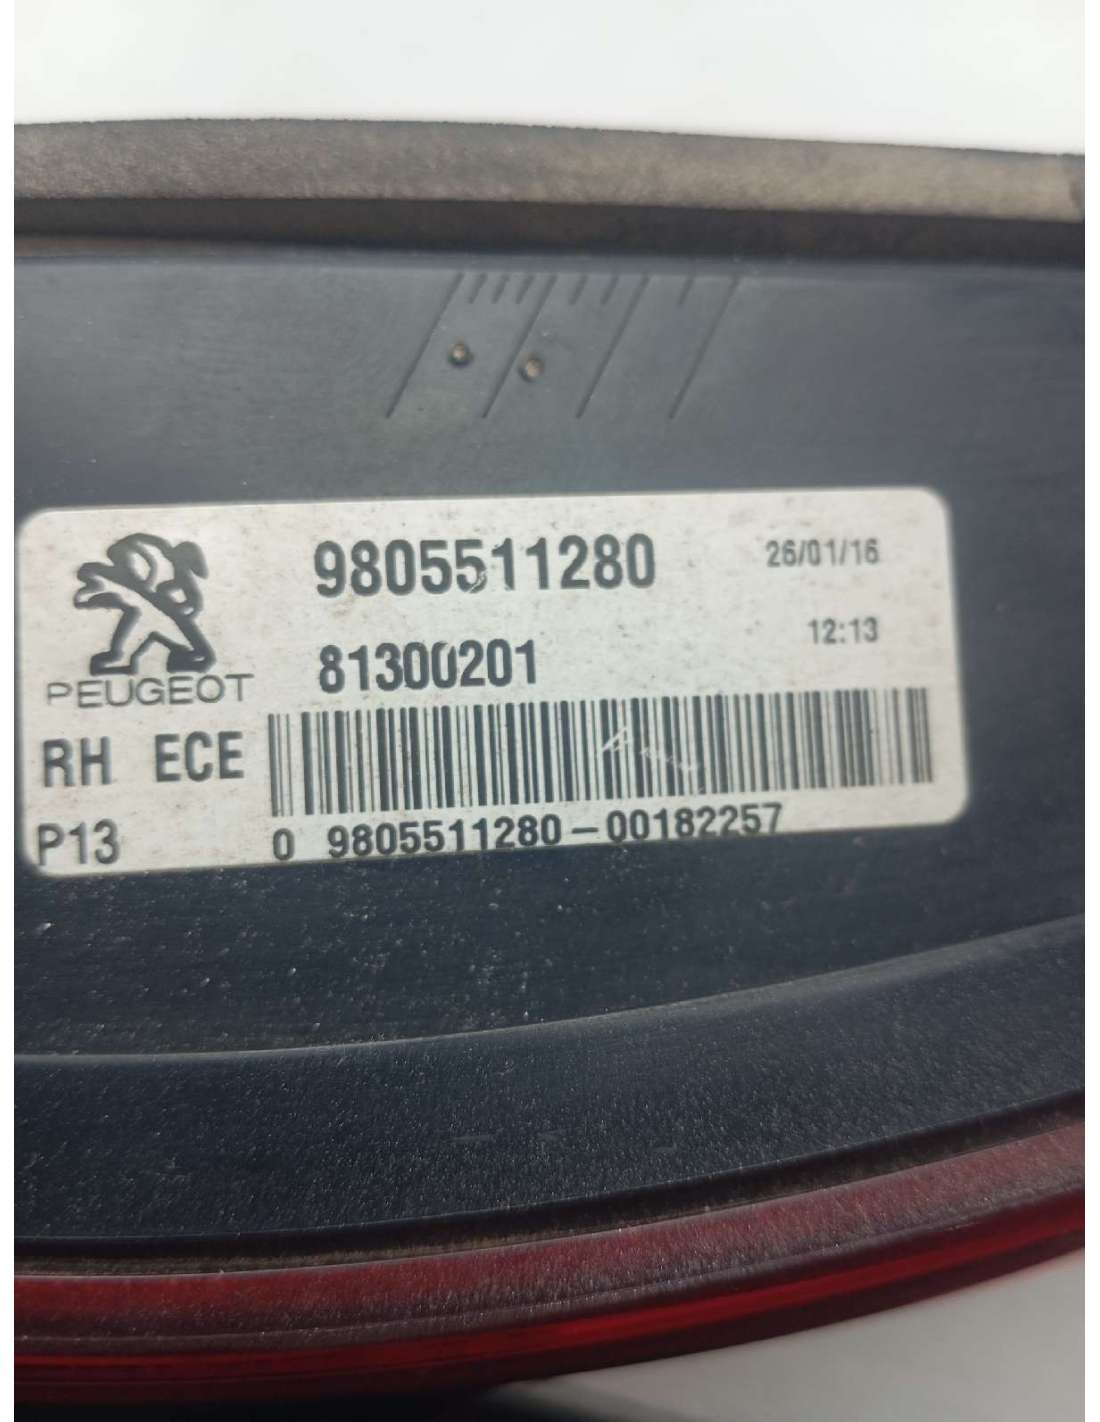 9805511280 26/01/16
81300201 12:13
PEUGEOT
RH ECE
P13 0 9805511280-00182257